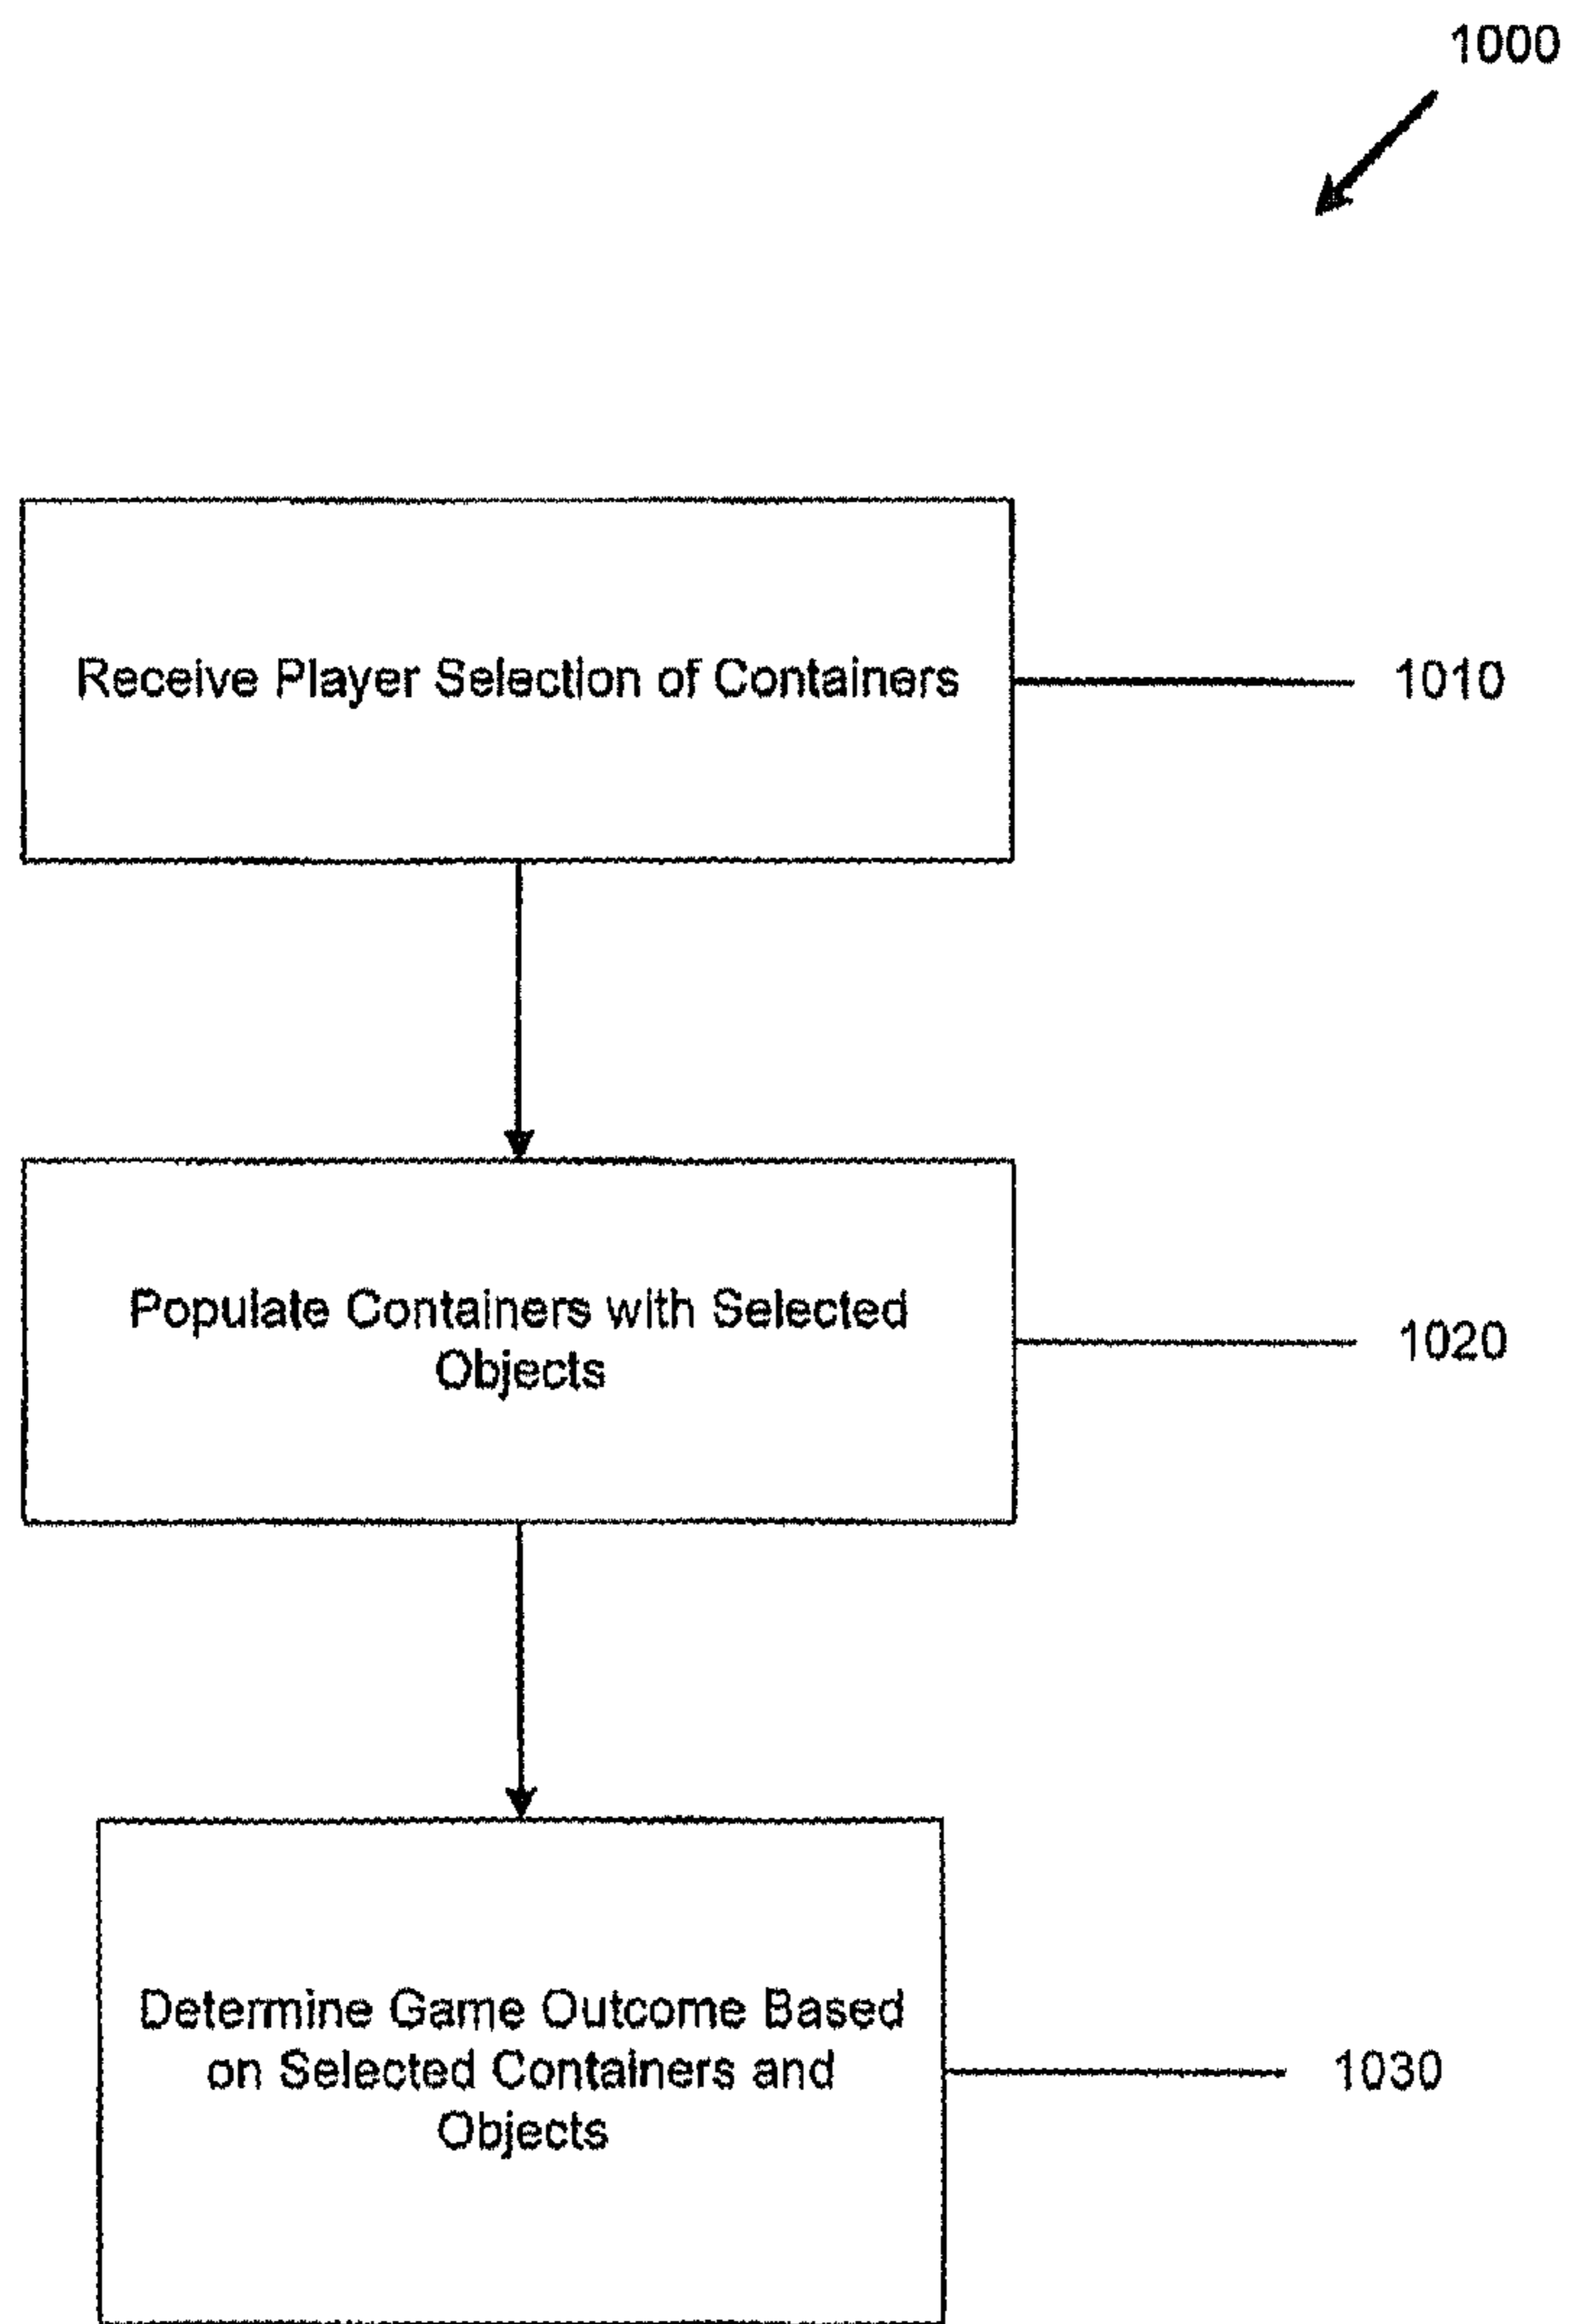 1000
Receive Player Selection of Containers
1010
Populate Containers with Selected
Objects
1020
Determine Game Outcome Based
on Selected Containers and
Objects
1030